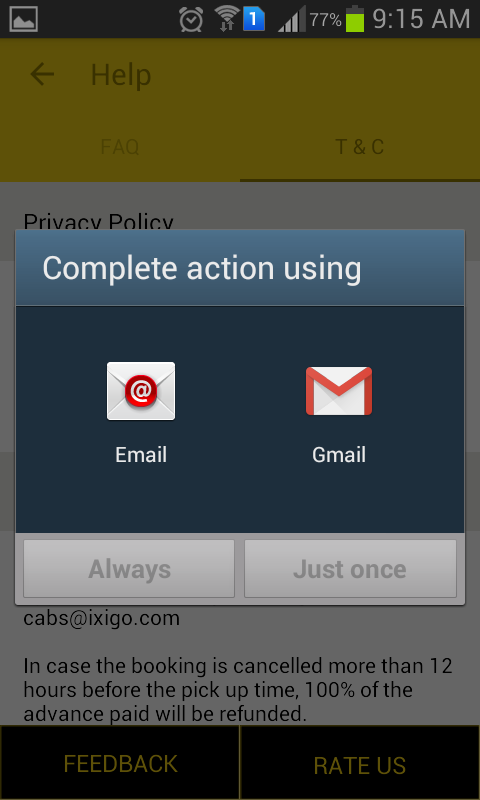 1 77% 9:15 AM
Help
FAQ T & C
Privacy Policy
Complete action using
@
Email Gmail
Always Just once
cabs@ixigo.com
In case the booking is cancelled more than 12
hours before the pick up time, 100% of the
advance paid will be refunded.
FEEDBACK RATE US